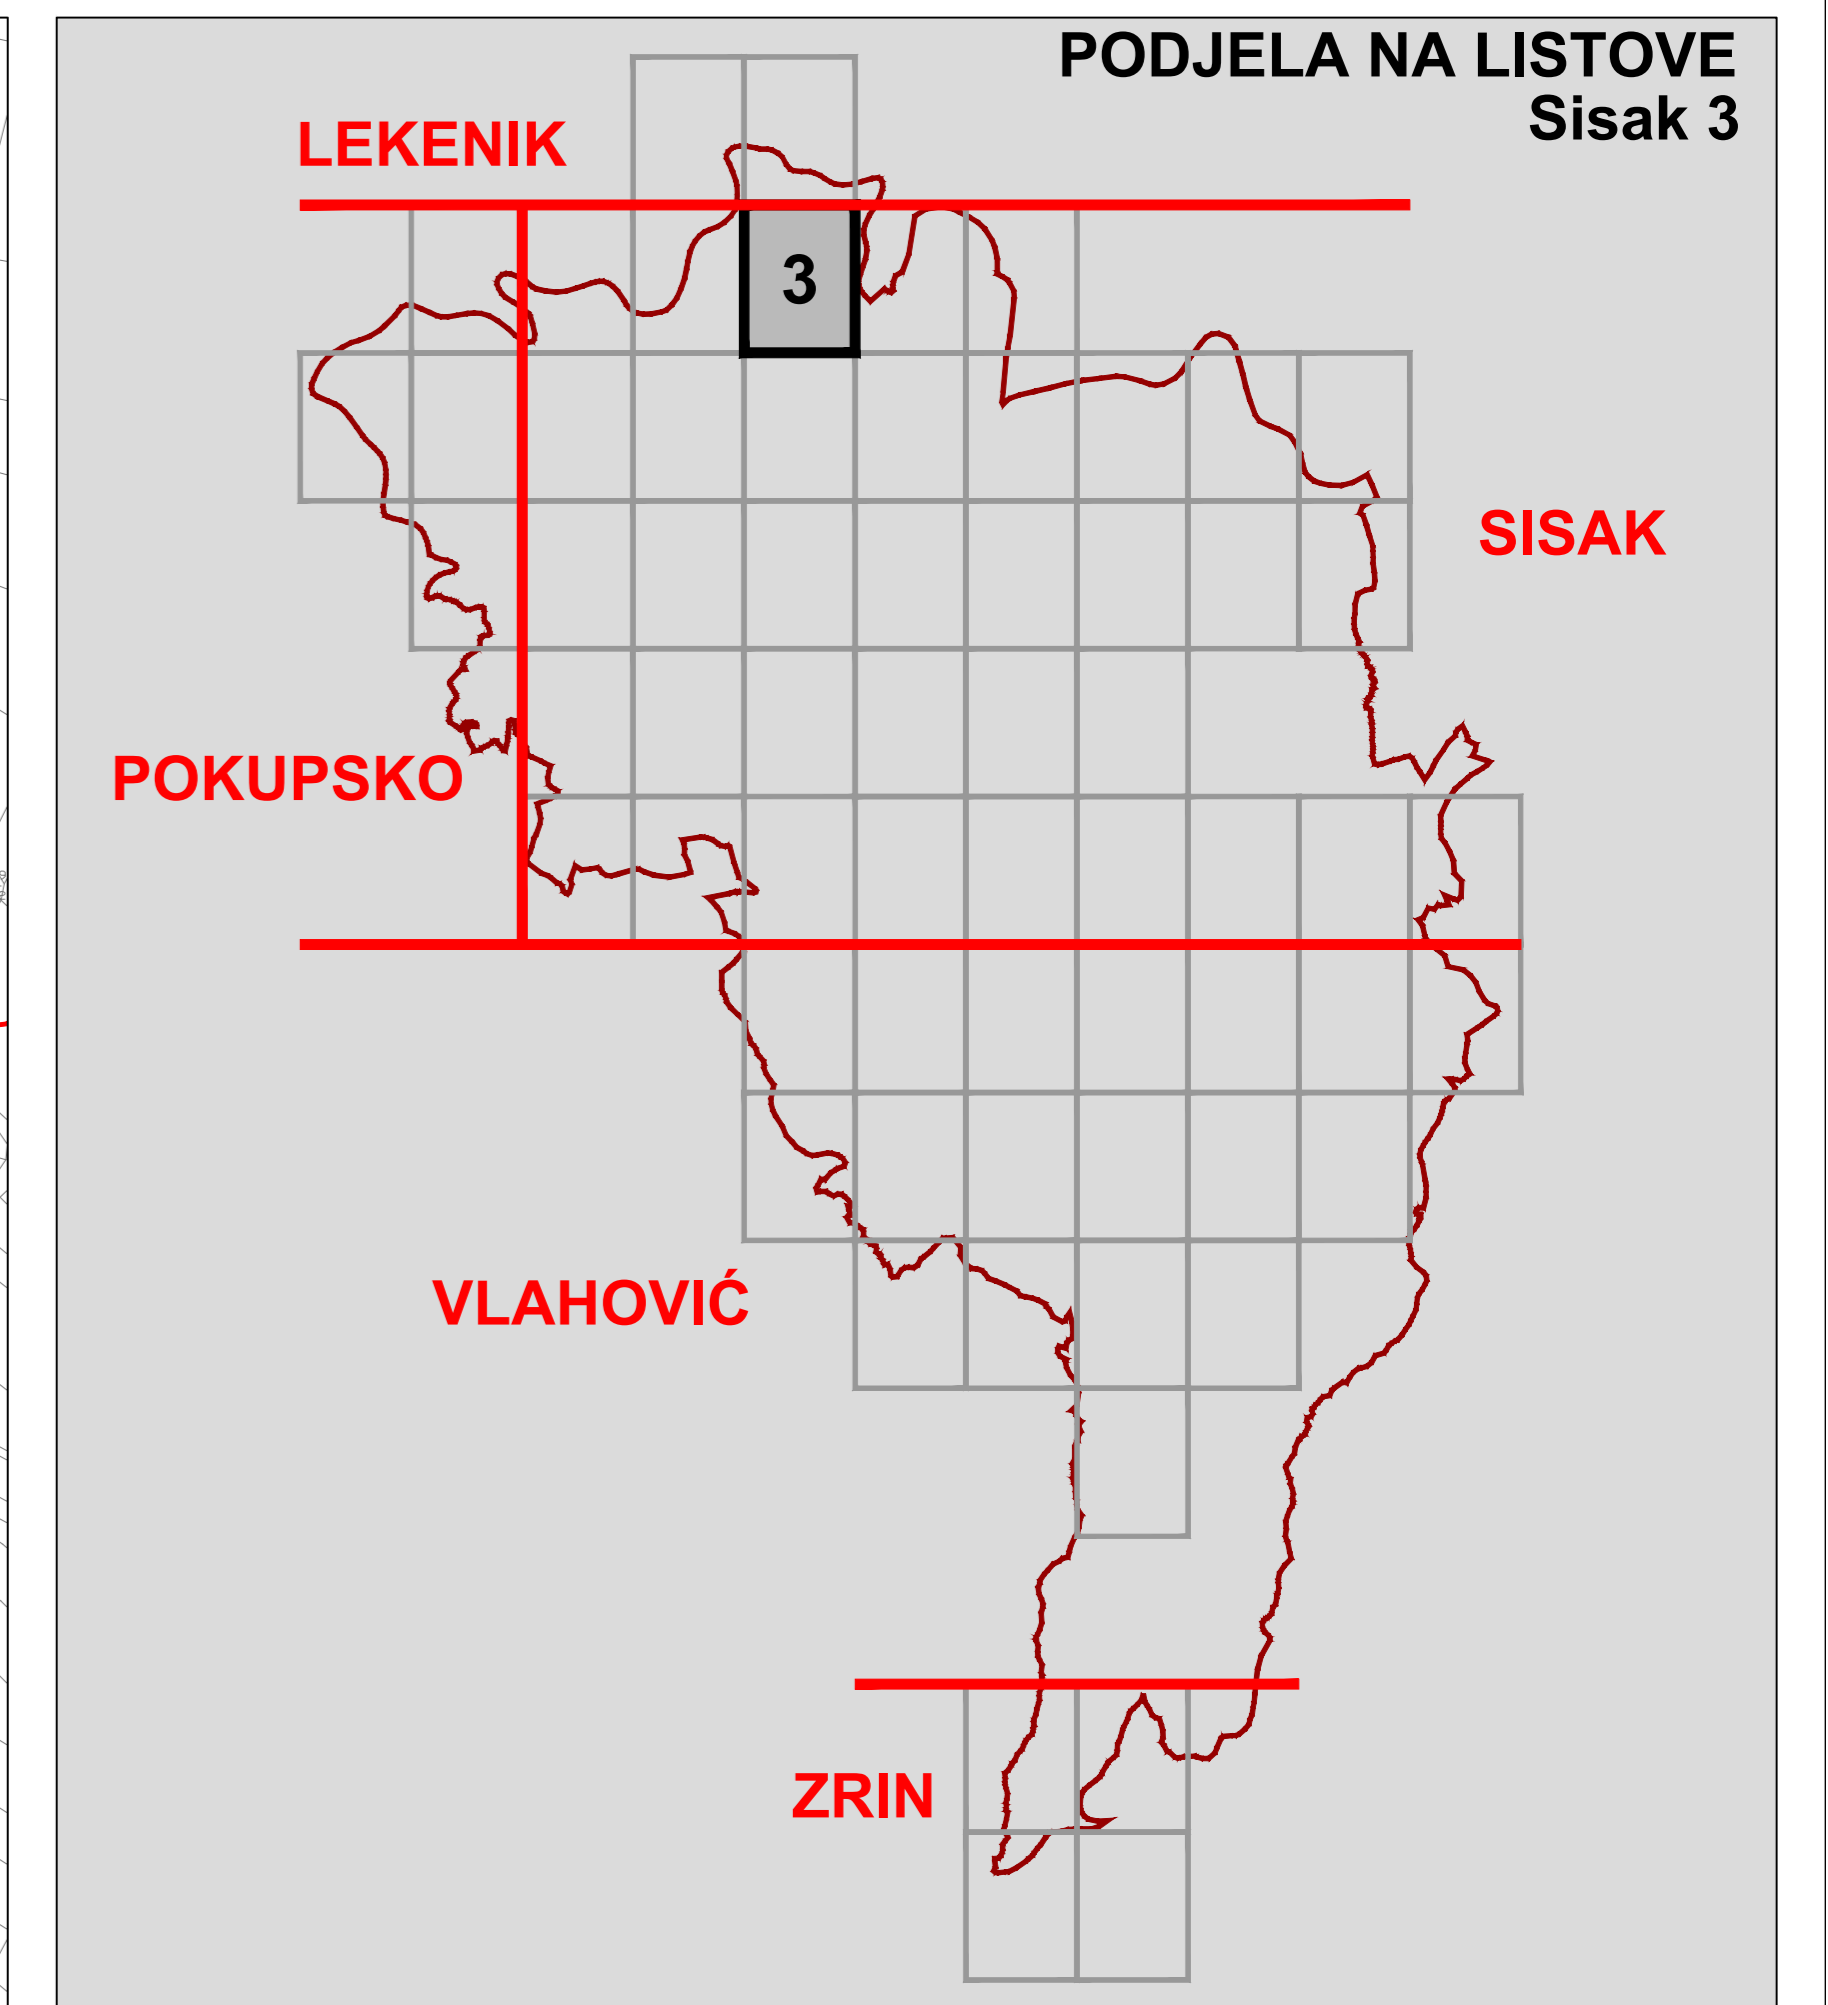 PODJELA NA LISTOVE
Sisak 3
LEKENIK
3
SISAK
POKUPSKO
VLAHOVIĆ
ZRIN